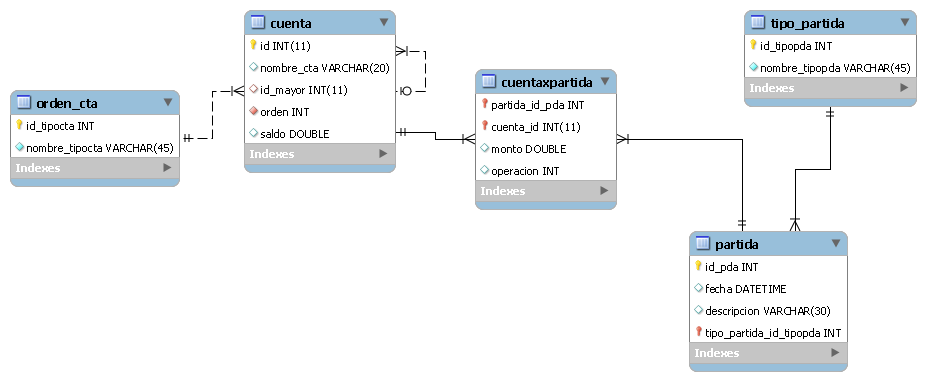 cuenta
id INT(11)
nombre_cta VARCHAR(20)
id_mayor INT(11)
orden INT
saldo DOUBLE
Indexes
tipo_partida
id_tipopda INT
nombre_tipopda VARCHAR(45)
Indexes
orden_cta
id_tipocta INT
nombre_tipocta VARCHAR(45)
Indexes
cuentaxpartida
partida_id_pda INT
cuenta_id INT(11)
monto DOUBLE
operacion INT
Indexes
partida
id_pda INT
fecha DATETIME
descripcion VARCHAR(30)
tipo_partida_id_tipopda INT
Indexes